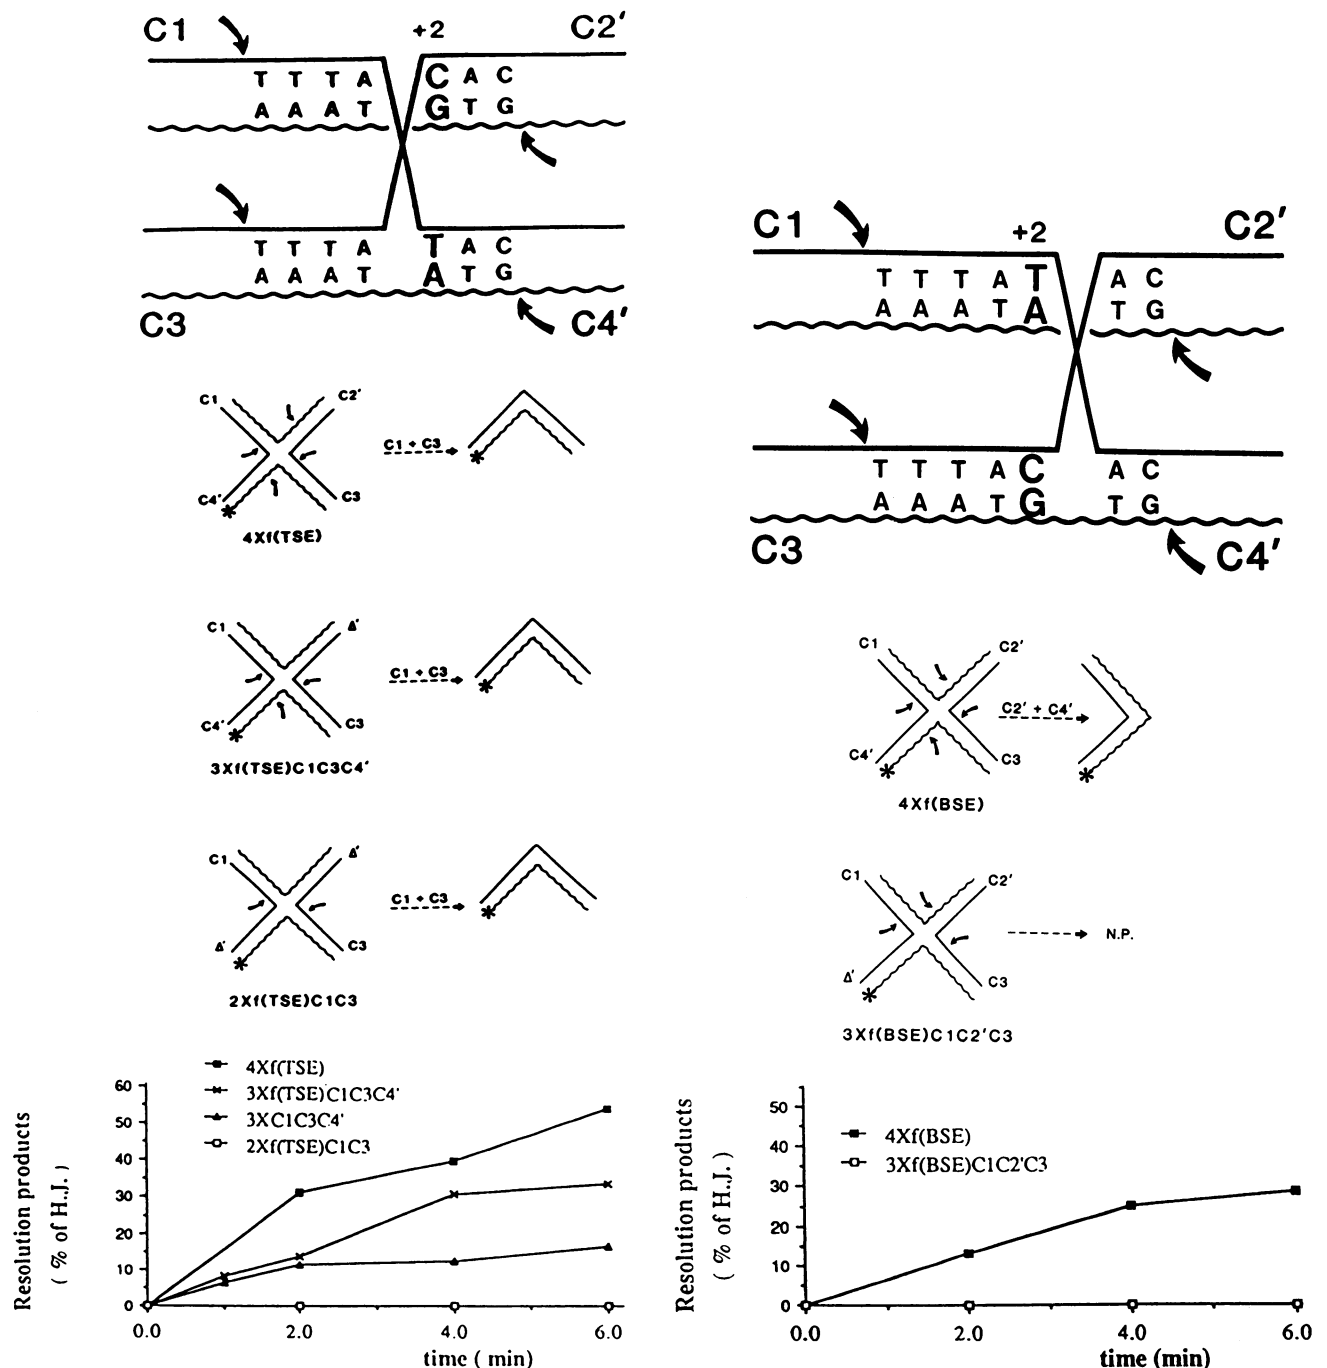 C1 +2 C2'
T T T A C A C
A A A T G T G
T T T A T A C
A A A T A T G
C3 C4'
C1 C2'
C1 + C3
C4' C3
*
*
4Xf(TSE)
C1 Δ'
C1 + C3
C4' C3
*
*
3Xf(TSE)C1C3C4'
C1 Δ'
C1 + C3
Δ' C3
*
*
2Xf(TSE)C1C3
4Xf(TSE)
3Xf(TSE)C1C3C4'
3XC1C3C4'
2Xf(TSE)C1C3
Resolution products
( % of H.J. )
60
50
40
30
20
10
0
0.0 2.0 4.0 6.0
time ( min)
C1 +2 C2'
T T T A T A C
A A A T A T G
T T T A C A C
A A A T G T G
C3 C4'
C1 C2'
C2' + C4'
C4' C3
*
*
4Xf(BSE)
C1 C2'
N.P.
Δ' C3
*
3Xf(BSE)C1C2'C3
4Xf(BSE)
3Xf(BSE)C1C2'C3
Resolution products
( % of H.J. )
50
40
30
20
10
0
0.0 2.0 4.0 6.0
time (min)